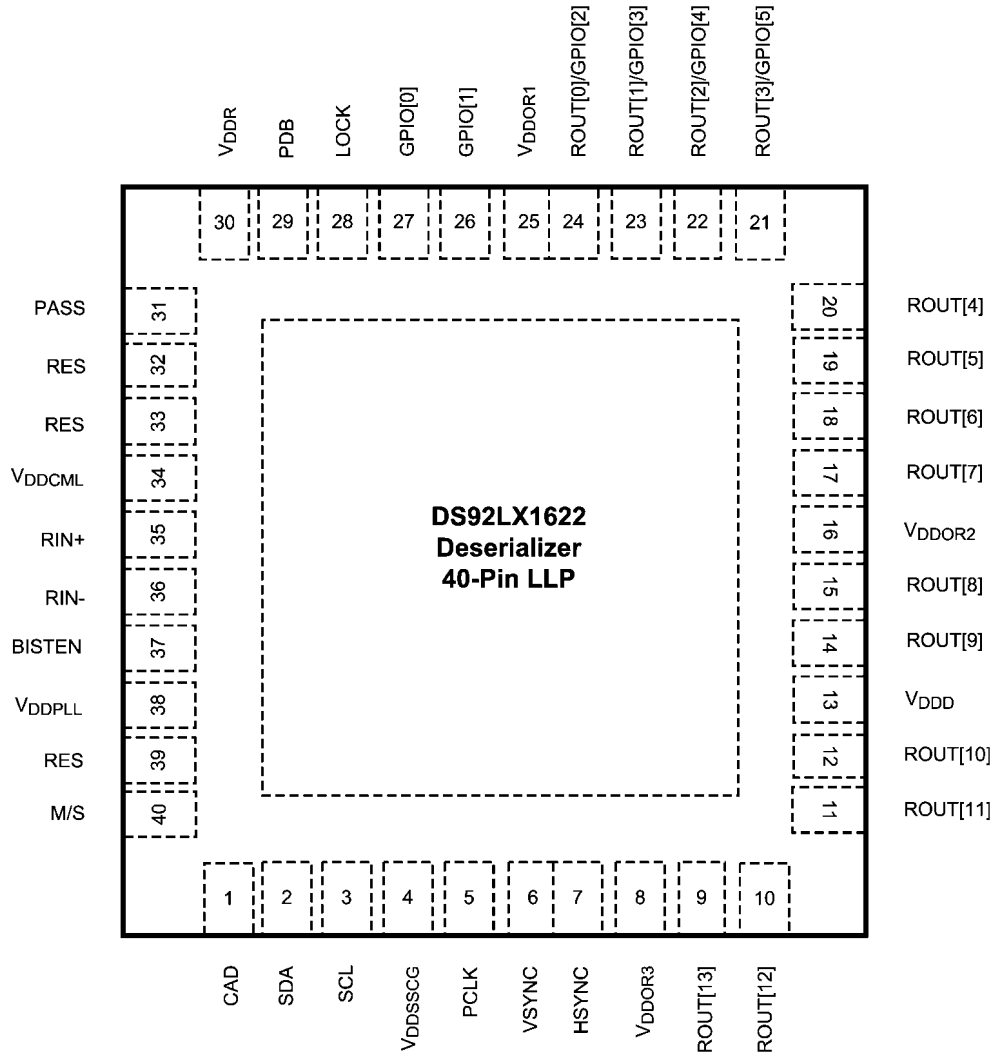 VDDR
PDB
LOCK
GPIO[0]
GPIO[1]
VDDOR1
ROUT[0]/GPIO[2]
ROUT[1]/GPIO[3]
ROUT[2]/GPIO[4]
ROUT[3]/GPIO[5]
30
29
28
27
26
25
24
23
22
21
PASS
31
RES
32
RES
33
VDDCML
34
RIN+
35
RIN-
36
BISTEN
37
VDDPLL
38
RES
39
M/S
40
DS92LX1622
Deserializer
40-Pin LLP
20
ROUT[4]
19
ROUT[5]
18
ROUT[6]
17
ROUT[7]
16
VDDOR2
15
ROUT[8]
14
ROUT[9]
13
VDDD
12
ROUT[10]
11
ROUT[11]
1
2
3
4
5
6
7
8
9
10
CAD
SDA
SCL
VDDSSCG
PCLK
VSYNC
HSYNC
VDDOR3
ROUT[13]
ROUT[12]